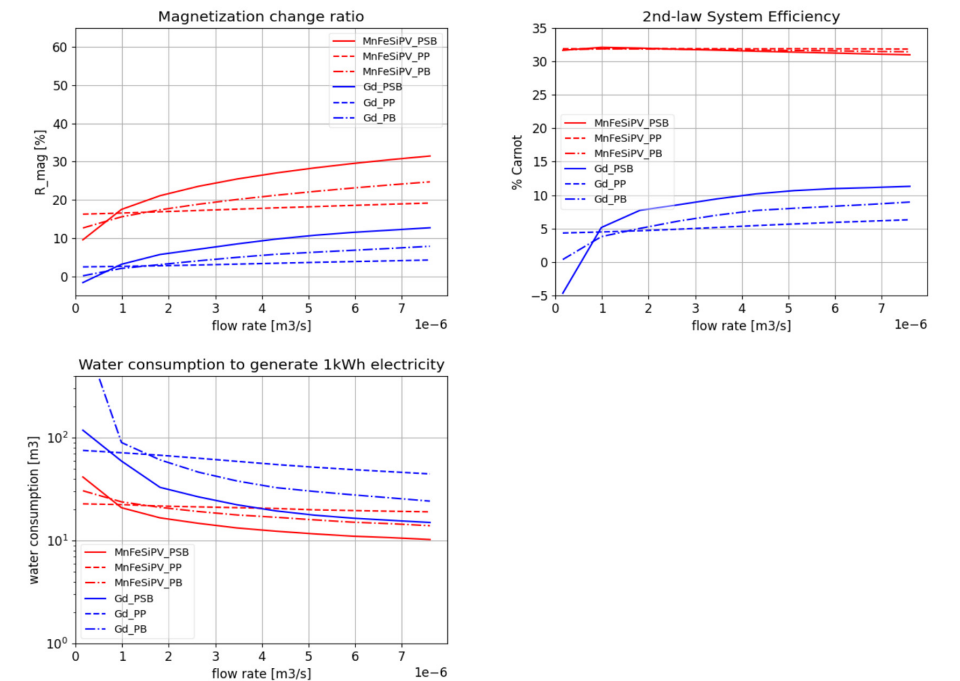 Magnetization change ratio
R_mag [%]
60
50
40
30
20
10
0
MnFeSiPV_PSB
MnFeSiPV_PP
MnFeSiPV_PB
Gd_PSB
Gd_PP
Gd_PB
0 1 2 3 4 5 6 7
1e−6
flow rate [m3/s]
2nd-law System Efficiency
% Carnot
35
30
25
20
15
10
5
0
−5
MnFeSiPV_PSB
MnFeSiPV_PP
MnFeSiPV_PB
Gd_PSB
Gd_PP
Gd_PB
0 1 2 3 4 5 6 7
1e−6
flow rate [m3/s]
Water consumption to generate 1kWh electricity
water consumption [m3]
10²
10¹
10⁰
MnFeSiPV_PSB
MnFeSiPV_PP
MnFeSiPV_PB
Gd_PSB
Gd_PP
Gd_PB
0 1 2 3 4 5 6 7
1e−6
flow rate [m3/s]